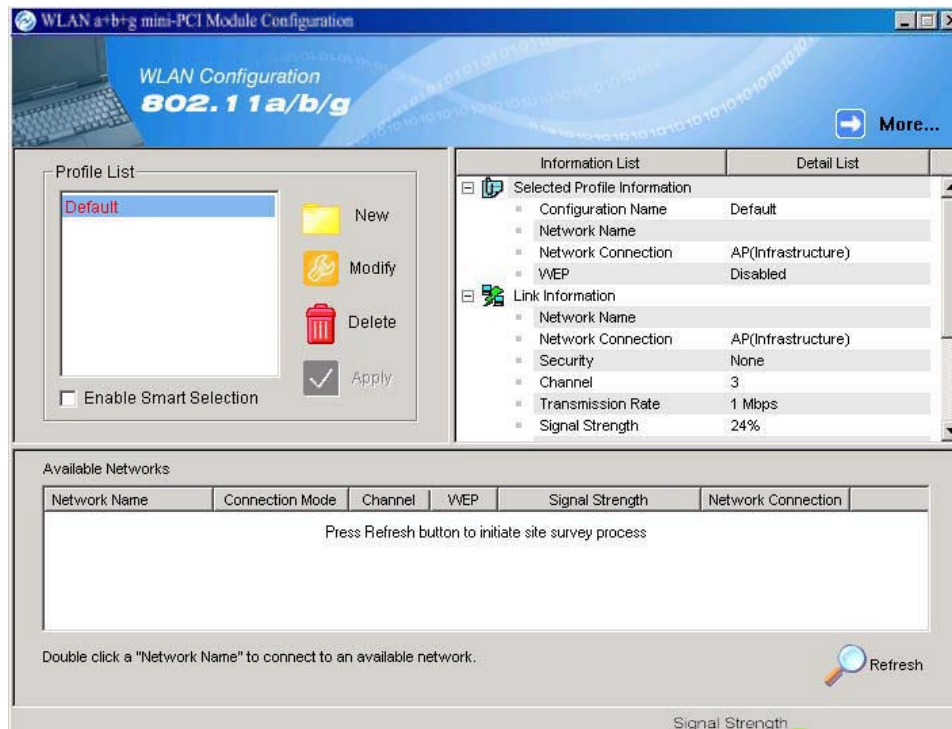 WLAN a+b+g mini-PCI Module Configuration
WLAN Configuration
802.11a/b/g
More...
Profile List
Default
New
Modify
Delete
Apply
Enable Smart Selection
Information List Detail List
Selected Profile Information
Configuration Name Default
Network Name
Network Connection AP(Infrastructure)
WEP Disabled
Link Information
Network Name
Network Connection AP(Infrastructure)
Security None
Channel 3
Transmission Rate 1 Mbps
Signal Strength 24%
Available Networks
Network Name Connection Mode Channel WEP Signal Strength Network Connection
Press Refresh button to initiate site survey process
Double click a "Network Name" to connect to an available network.
Refresh
Signal Strength